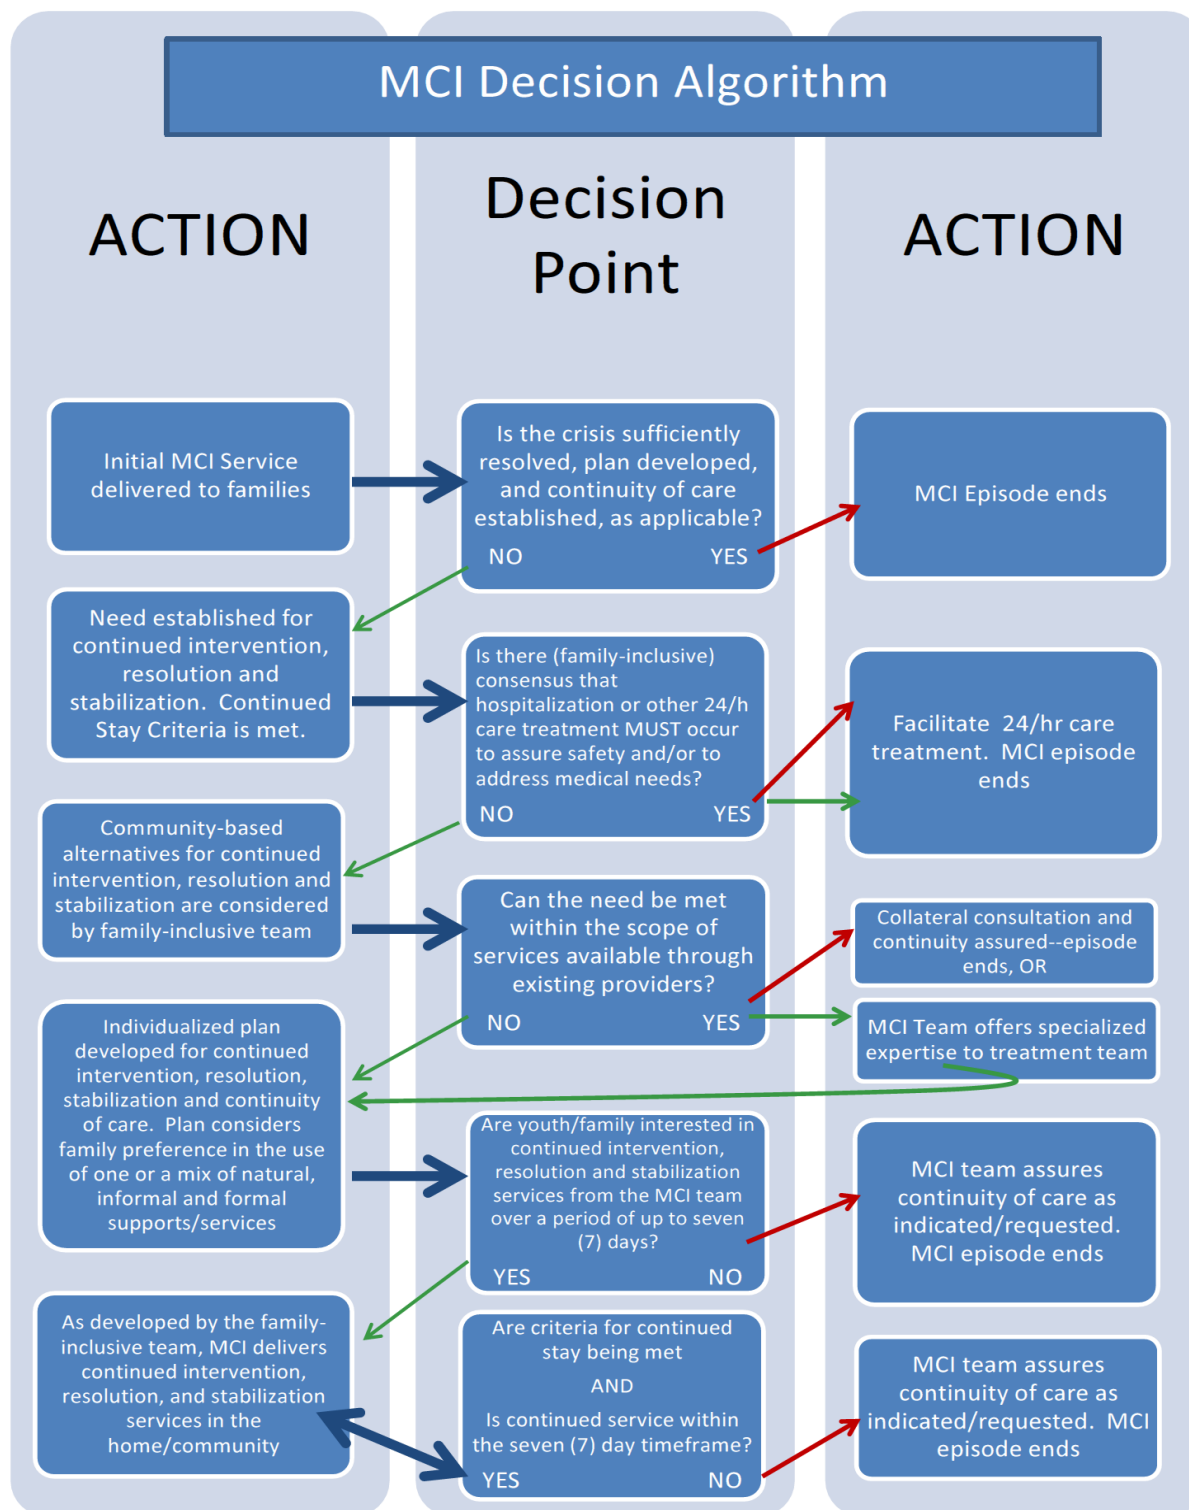 MCI Decision Algorithm
ACTION
Decision
Point
ACTION
Initial MCI Service
delivered to families
Is the crisis sufficiently
resolved, plan developed,
and continuity of care
established, as applicable?
NO YES
MCI Episode ends
Need established for
continued intervention,
resolution and
stabilization. Continued
Stay Criteria is met.
Is there (family-inclusive)
consensus that
hospitalization or other 24/h
care treatment MUST occur
to assure safety and/or to
address medical needs?
NO YES
Facilitate 24/hr care
treatment. MCI episode
ends
Community-based
alternatives for continued
intervention, resolution and
stabilization are considered
by family-inclusive team
Can the need be met
within the scope of
services available through
existing providers?
NO YES
Collateral consultation and
continuity assured--episode
ends, OR
MCI Team offers specialized
expertise to treatment team
Individualized plan
developed for continued
intervention, resolution,
stabilization and continuity
of care. Plan considers
family preference in the use
of one or a mix of natural,
informal and formal
supports/services
Are youth/family interested in
continued intervention,
resolution and stabilization
services from the MCI team
over a period of up to seven
(7) days?
YES NO
MCI team assures
continuity of care as
indicated/requested.
MCI episode ends
As developed by the family-
inclusive team, MCI delivers
continued intervention,
resolution, and stabilization
services in the
home/community
Are criteria for continued
stay being met
AND
Is continued service within
the seven (7) day timeframe?
YES NO
MCI team assures
continuity of care as
indicated/requested. MCI
episode ends